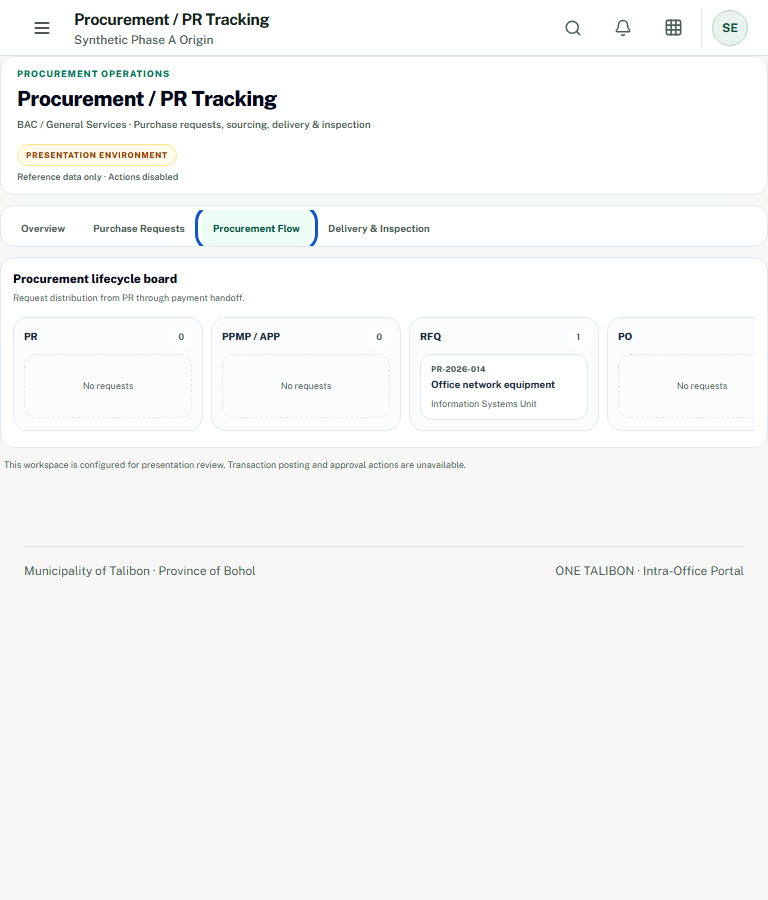 Procurement / PR Tracking
Synthetic Phase A Origin
SE
PROCUREMENT OPERATIONS
Procurement / PR Tracking
BAC / General Services · Purchase requests, sourcing, delivery & inspection
PRESENTATION ENVIRONMENT
Reference data only · Actions disabled
Overview
Purchase Requests
Procurement Flow
Delivery & Inspection
Procurement lifecycle board
Request distribution from PR through payment handoff.
PR
0
No requests
PPMP / APP
0
No requests
RFQ
1
PR-2026-014
Office network equipment
Information Systems Unit
PO
No requests
This workspace is configured for presentation review. Transaction posting and approval actions are unavailable.
Municipality of Talibon · Province of Bohol
ONE TALIBON · Intra-Office Portal